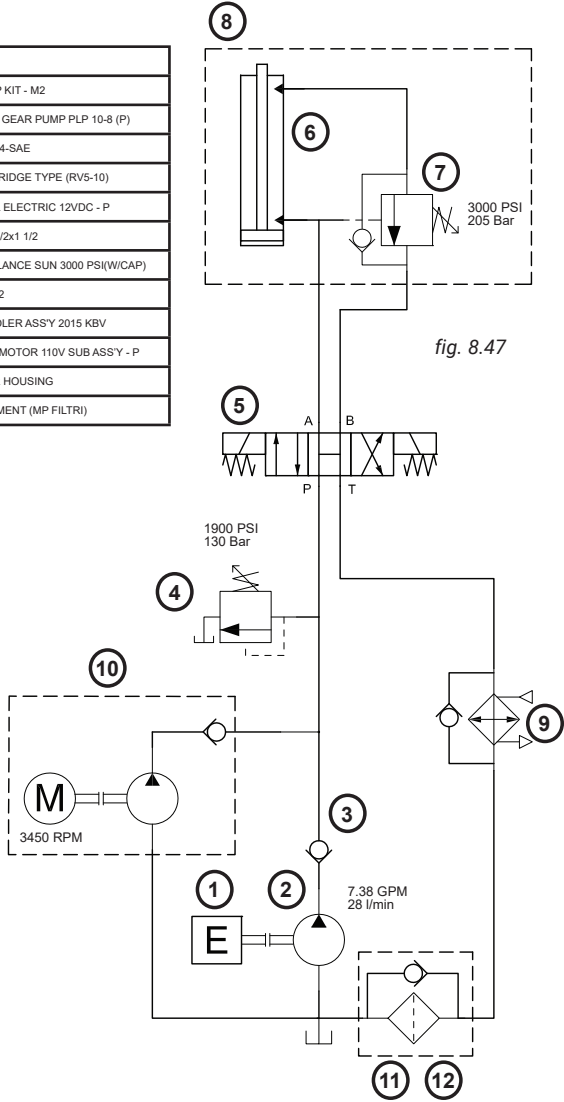 8
KIT - M2
GEAR PUMP PLP 10-8 (P)
4-SAE
RIDGE TYPE (RV5-10)
ELECTRIC 12VDC - P
/2x1 1/2
LANCE SUN 3000 PSI(W/CAP)
2
LER ASS'Y 2015 KBV
MOTOR 110V SUB ASS'Y - P
HOUSING
MENT (MP FILTRI)
6
7
3000 PSI
205 Bar
fig. 8.47
5
A B
P T
1900 PSI
130 Bar
4
10
9
M
3450 RPM
3
1
2
7.38 GPM
28 l/min
E
11
12